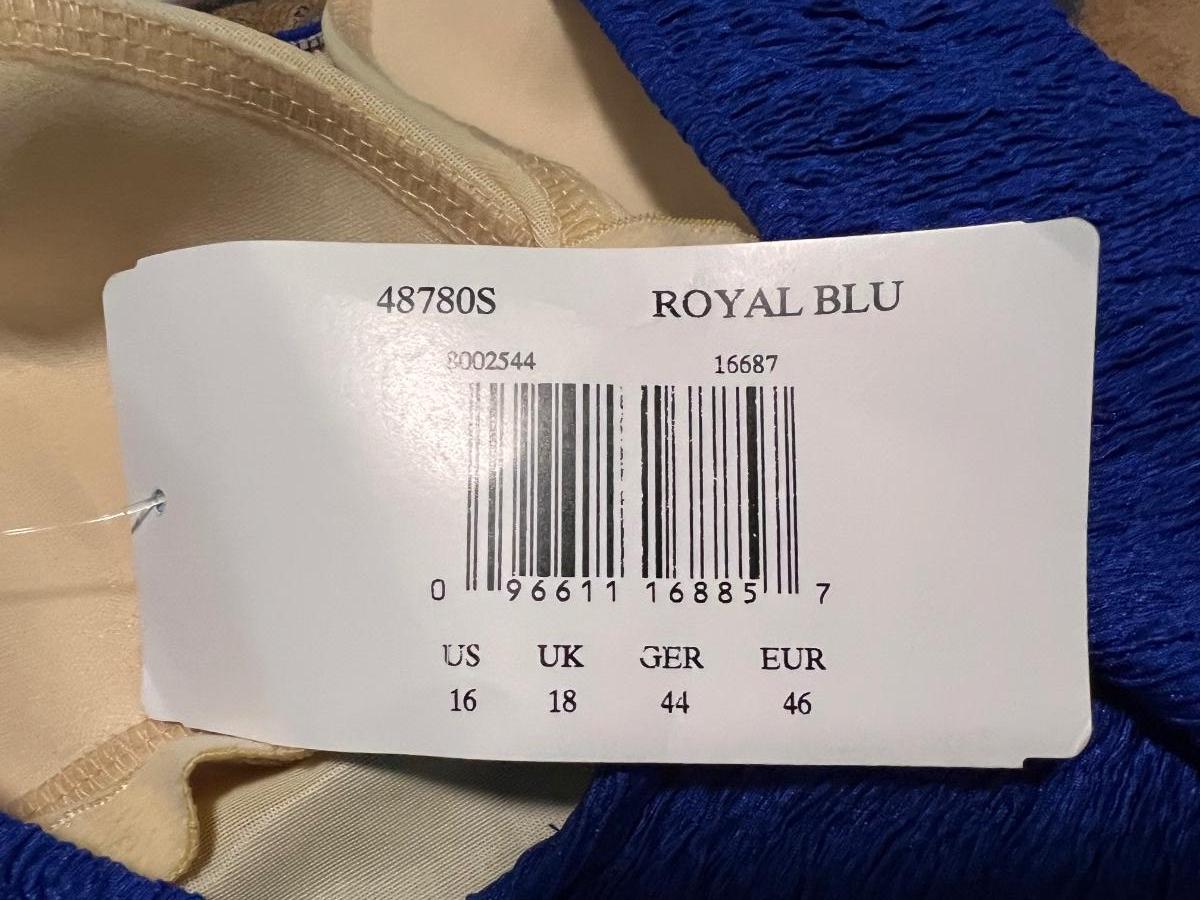 48780S ROYAL BLU
8002544 16687
0 96611 16885 7
US UK GER EUR
16 18 44 46